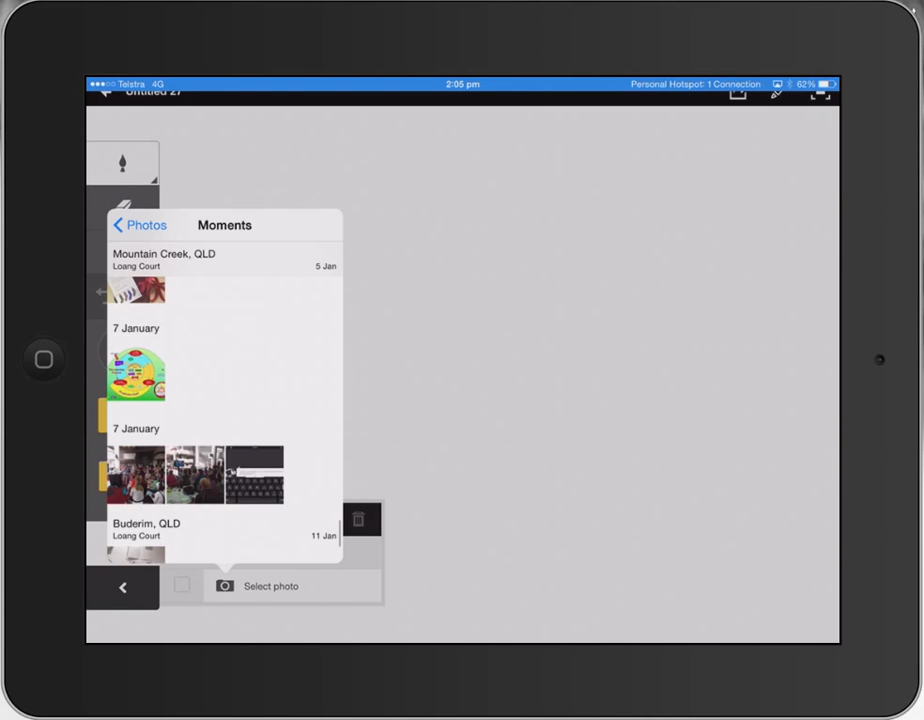 Telstra 4G 2:05 pm Personal Hotspot: 1 Connection 62%
Untitled 27
Photos Moments
Mountain Creek, QLD
Loang Court 5 Jan
7 January
7 January
Buderim, QLD
Loang Court 11 Jan
Select photo